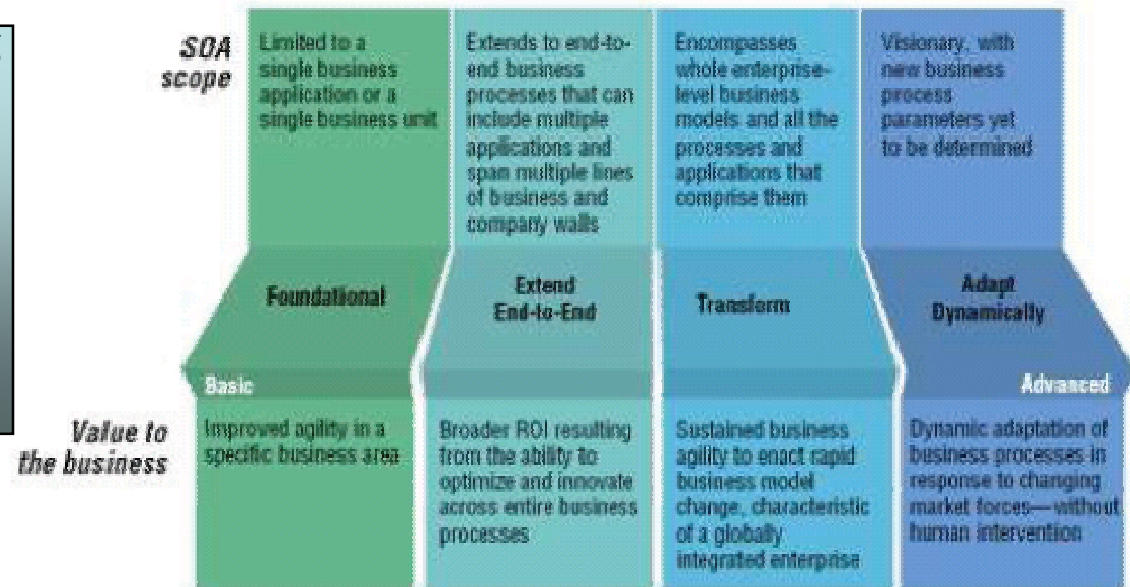 SOA
scope
Limited to a
single business
application or a
single business unit
Extends to end-to-
end business
processes that can
include multiple
applications and
span multiple lines
of business and
company walls
Encompasses
whole enterprise-
level business
models and all the
processes and
applications that
comprise them
Visionary, with
new business
process
parameters yet
to be determined
Foundational
Extend
End-to-End
Transform
Adapt
Dynamically
Basic
Advanced
Value to
the business
Improved agility in a
specific business area
Broader ROI resulting
from the ability to
optimize and innovate
across entire business
processes
Sustained business
agility to enact rapid
business model
change, characteristic
of a globally
integrated enterprise
Dynamic adaptation of
business processes in
response to changing
market forces—without
human intervention